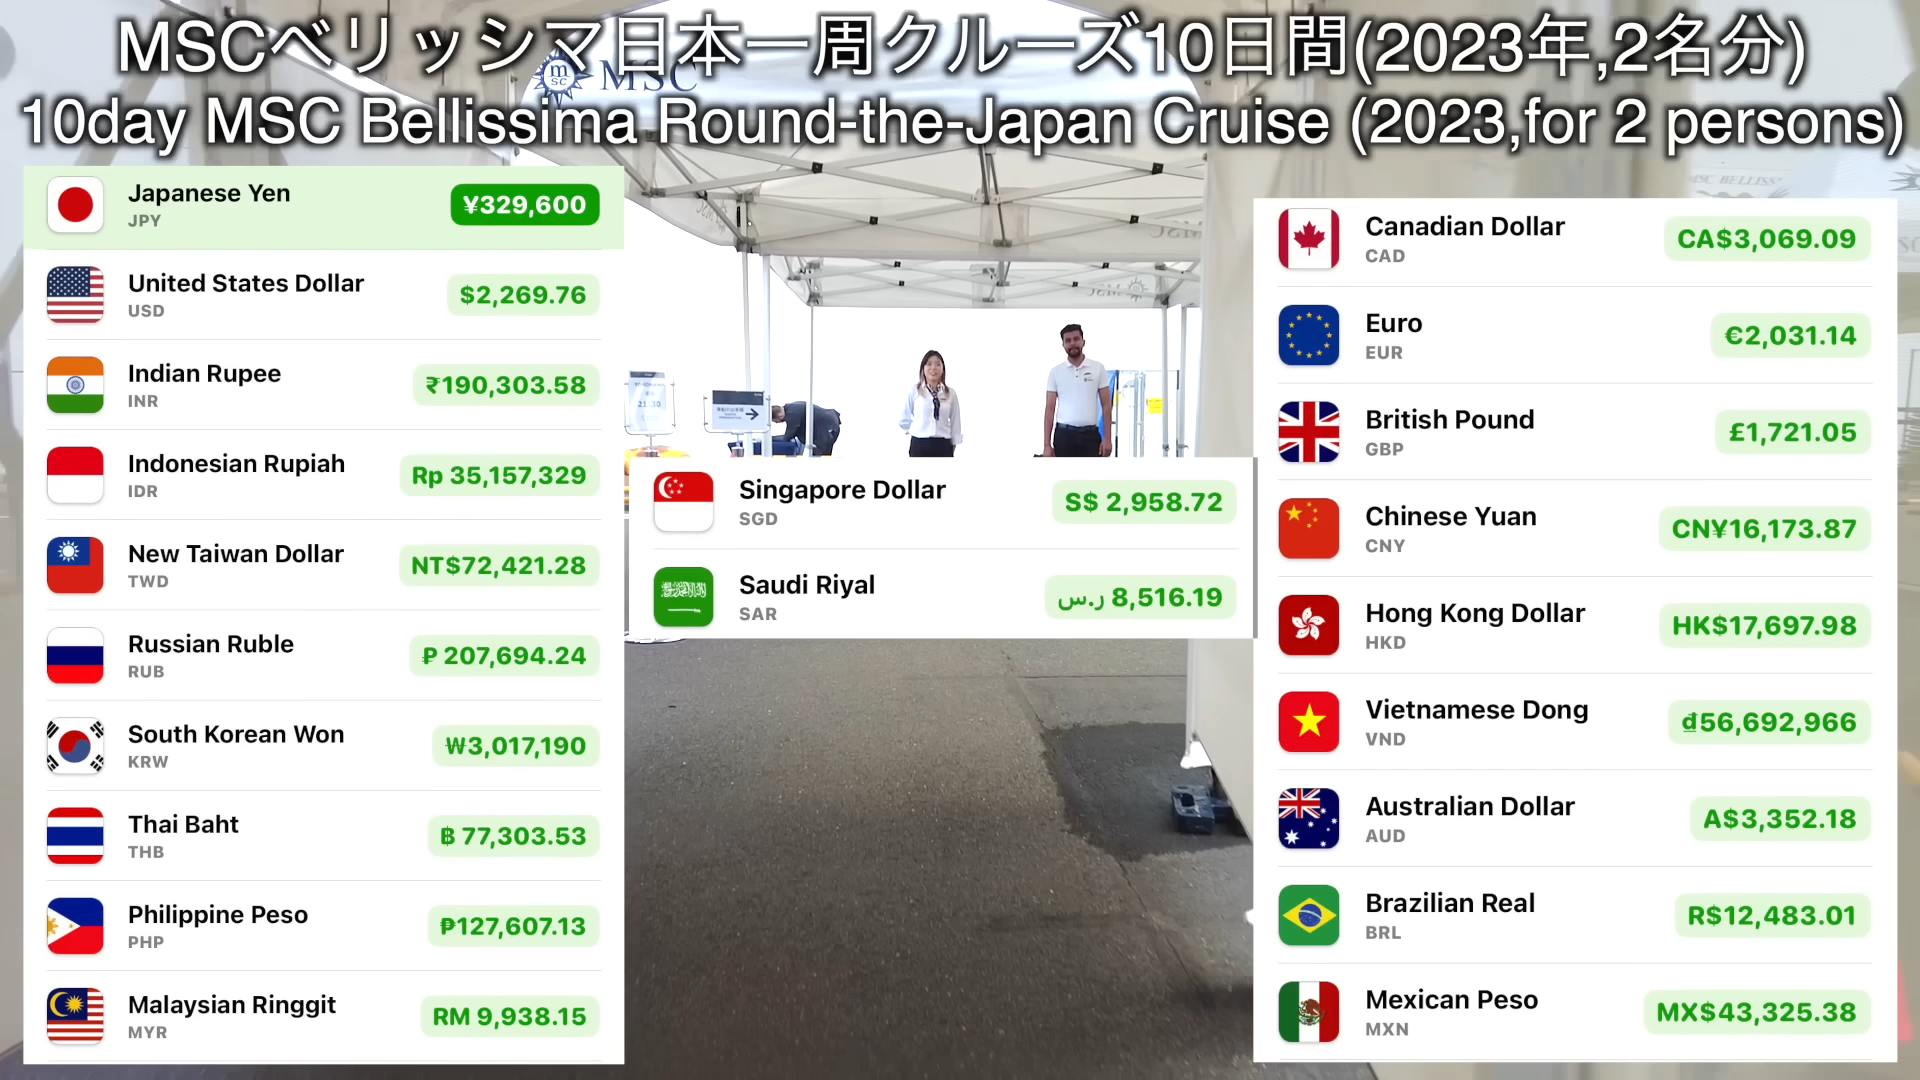 MSCベリッシマ日本一周クルーズ10日間(2023年,2名分)
10day MSC Bellissima Round-the-Japan Cruise (2023,for 2 persons)
MSC
Japanese Yen ¥329,600
JPY
United States Dollar $2,269.76
USD
Indian Rupee ₹190,303.58
INR
Indonesian Rupiah Rp 35,157,329
IDR
New Taiwan Dollar NT$72,421.28
TWD
Russian Ruble ₽ 207,694.24
RUB
South Korean Won ₩3,017,190
KRW
Thai Baht ฿ 77,303.53
THB
Philippine Peso ₱127,607.13
PHP
Malaysian Ringgit RM 9,938.15
MYR
Singapore Dollar S$ 2,958.72
SGD
Saudi Riyal ر.س 8,516.19
SAR
Canadian Dollar CA$3,069.09
CAD
Euro €2,031.14
EUR
British Pound £1,721.05
GBP
Chinese Yuan CN¥16,173.87
CNY
Hong Kong Dollar HK$17,697.98
HKD
Vietnamese Dong ₫56,692,966
VND
Australian Dollar A$3,352.18
AUD
Brazilian Real R$12,483.01
BRL
Mexican Peso MX$43,325.38
MXN